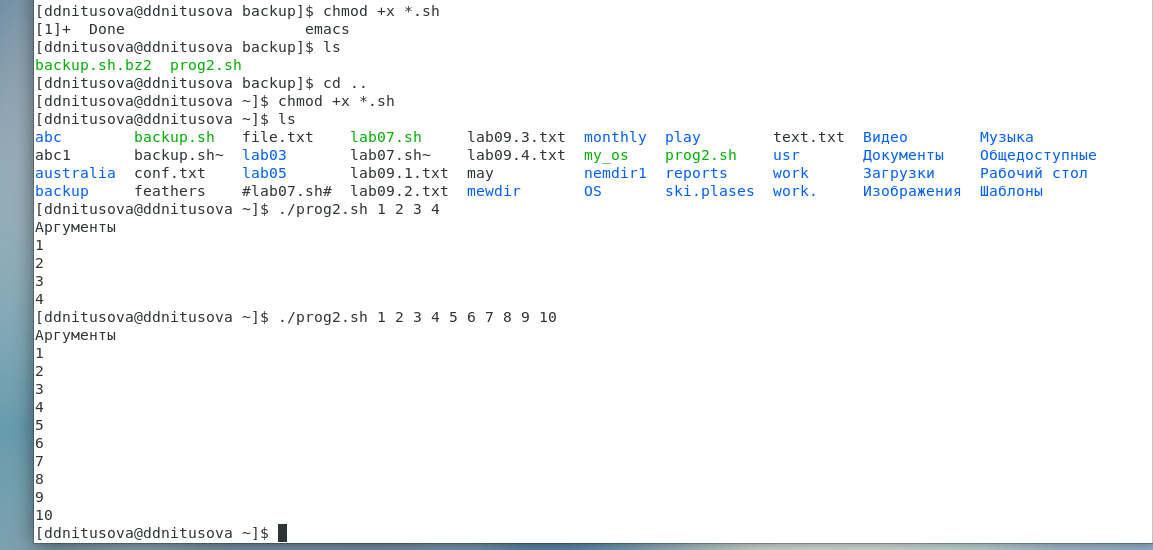 [ddnitusova@ddnitusova backup]$ chmod +x *.sh
[1]+  Done                    emacs
[ddnitusova@ddnitusova backup]$ ls
backup.sh.bz2  prog2.sh
[ddnitusova@ddnitusova backup]$ cd ..
[ddnitusova@ddnitusova ~]$ chmod +x *.sh
[ddnitusova@ddnitusova ~]$ ls
abc        backup.sh   file.txt    lab07.sh     lab09.3.txt  monthly  play        text.txt  Видео        Музыка
abc1       backup.sh~  lab03       lab07.sh~    lab09.4.txt  my_os    prog2.sh    usr       Документы    Общедоступные
australia  conf.txt    lab05       lab09.1.txt  may          nemdir1  reports     work      Загрузки     Рабочий стол
backup     feathers    #lab07.sh#  lab09.2.txt  mewdir       OS       ski.plases  work.     Изображения  Шаблоны
[ddnitusova@ddnitusova ~]$ ./prog2.sh 1 2 3 4
Аргументы
1
2
3
4
[ddnitusova@ddnitusova ~]$ ./prog2.sh 1 2 3 4 5 6 7 8 9 10
Аргументы
1
2
3
4
5
6
7
8
9
10
[ddnitusova@ddnitusova ~]$